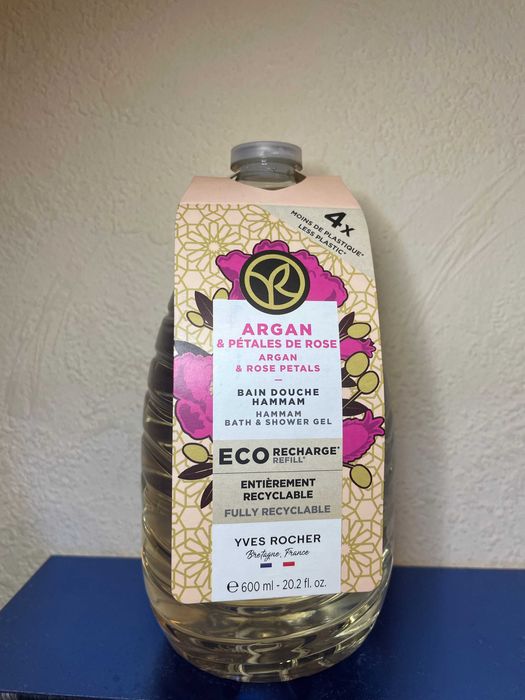 4x
MOINS DE PLASTIQUE*
LESS PLASTIC*
ARGAN
& PÉTALES DE ROSE
ARGAN
& ROSE PETALS
BAIN DOUCHE
HAMMAM
HAMMAM
BATH & SHOWER GEL
ECO RECHARGE*
REFILL*
ENTIÈREMENT
RECYCLABLE
FULLY RECYCLABLE
YVES ROCHER
Bretagne, France
℮ 600 ml - 20.2 fl. oz.